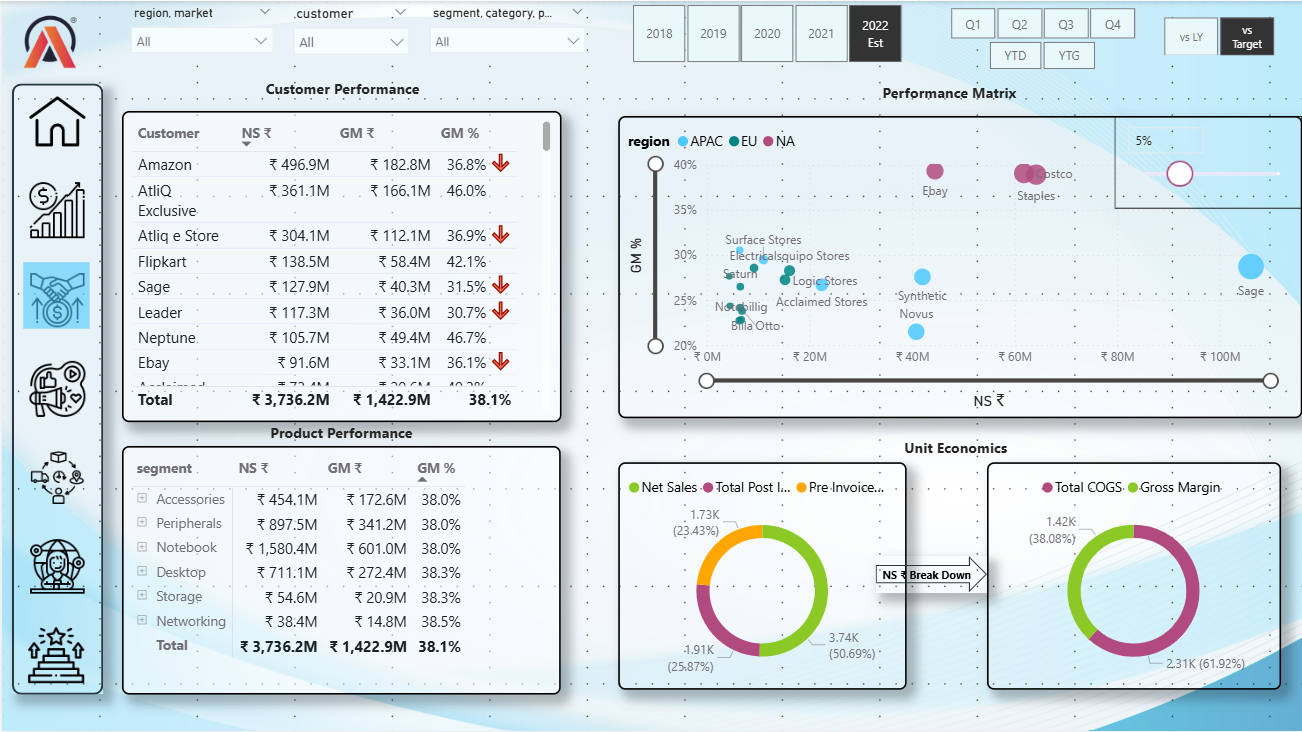 region, market
.customer
segment, category, p...
All
All
All
2018
2019
2020
2021
2022
Est
Q1
Q2
Q3
Q4
YTD
YTG
vs LY
vs
Target
Customer Performance
Customer NS ₹ GM ₹ GM %
Amazon ₹ 496.9M ₹ 182.8M 36.8%
AtliQ
Exclusive ₹ 361.1M ₹ 166.1M 46.0%
Atliq e Store ₹ 304.1M ₹ 112.1M 36.9%
Flipkart ₹ 138.5M ₹ 58.4M 42.1%
Sage ₹ 127.9M ₹ 40.3M 31.5%
Leader ₹ 117.3M ₹ 36.0M 30.7%
Neptune ₹ 105.7M ₹ 49.4M 46.7%
Ebay ₹ 91.6M ₹ 33.1M 36.1%
Total ₹ 3,736.2M ₹ 1,422.9M 38.1%
Performance Matrix
region APAC EU NA
5%
40%
35%
30%
25%
20%
GM %
Ebay
Costco
Staples
Surface Stores
Electricalsquipo Stores
Saturn
Logic Stores
Acclaimed Stores
Synthetic
Novus
Sage
Billa Otto
₹ 0M ₹ 20M ₹ 40M ₹ 60M ₹ 80M ₹ 100M
NS ₹
Product Performance
segment NS ₹ GM ₹ GM %
Accessories ₹ 454.1M ₹ 172.6M 38.0%
Peripherals ₹ 897.5M ₹ 341.2M 38.0%
Notebook ₹ 1,580.4M ₹ 601.0M 38.0%
Desktop ₹ 711.1M ₹ 272.4M 38.3%
Storage ₹ 54.6M ₹ 20.9M 38.3%
Networking ₹ 38.4M ₹ 14.8M 38.5%
Total ₹ 3,736.2M ₹ 1,422.9M 38.1%
Unit Economics
Net Sales Total Post I... Pre Invoice...
1.73K
(23.43%)
1.91K
(25.87%)
3.74K
(50.69%)
NS ₹ Break Down
Total COGS Gross Margin
1.42K
(38.08%)
2.31K (61.92%)